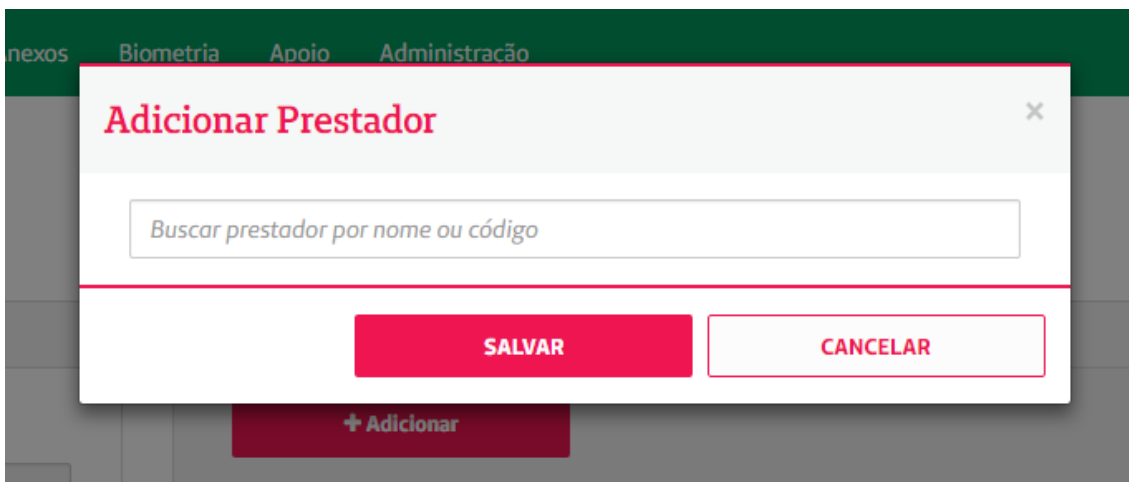 Anexos Biometria Apoio Administração
Adicionar Prestador
×
Buscar prestador por nome ou código
SALVAR CANCELAR
+ Adicionar